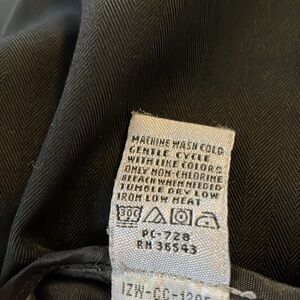 MACHINE WASH COLD
GENTLE CYCLE
WITH LIKE COLORS
ONLY NON-CHLORINE
BLEACH WHEN NEEDED
TUMBLE DRY LOW
IRON LOW HEAT
30C
PC-728
RN 36543